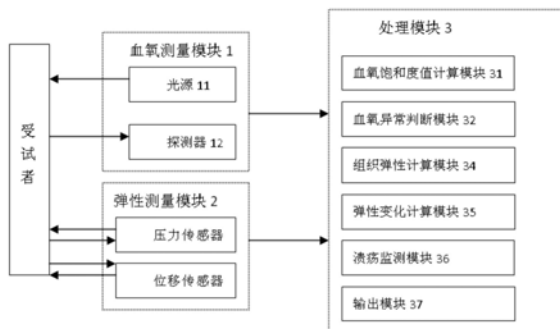 受试者
血氧测量模块 1
光源 11
探测器 12
弹性测量模块 2
压力传感器
位移传感器
处理模块 3
血氧饱和度值计算模块 31
血氧异常判断模块 32
组织弹性计算模块 34
弹性变化计算模块 35
溃疡监测模块 36
输出模块 37